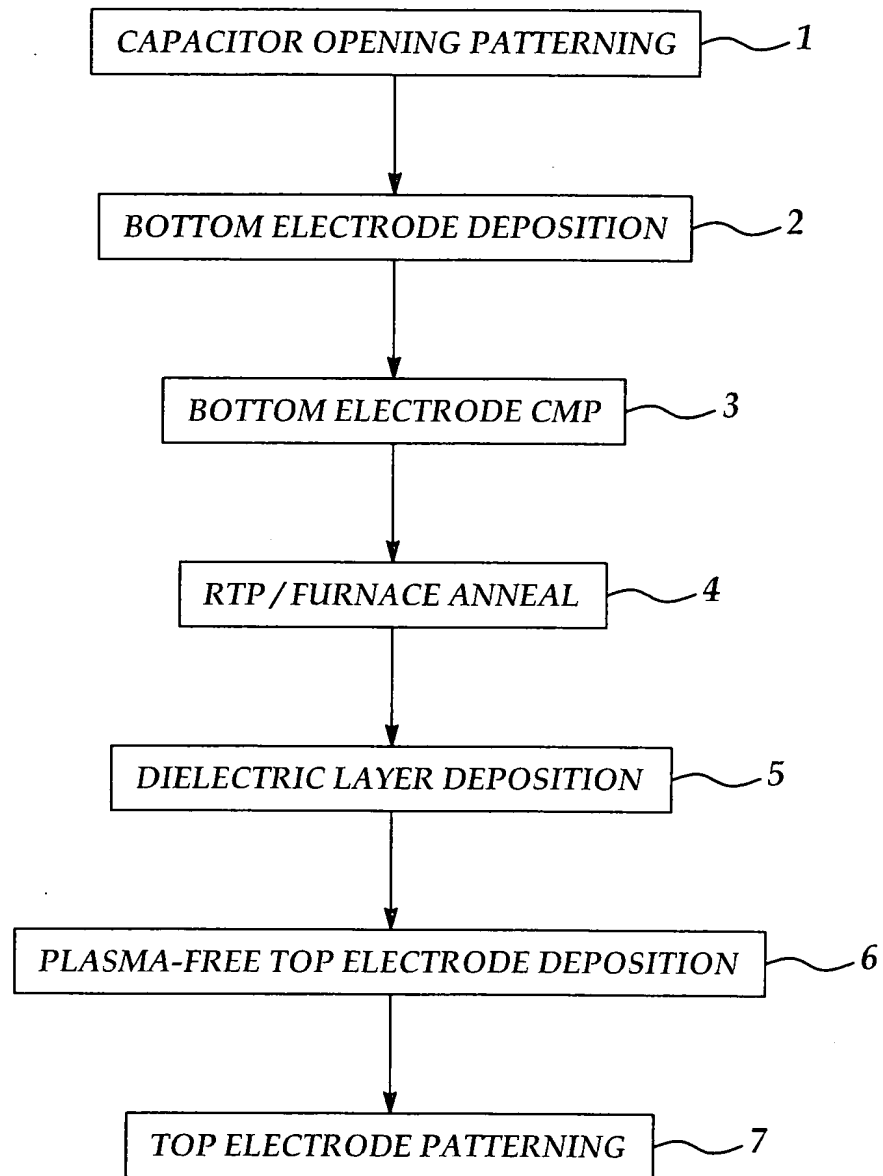 CAPACITOR OPENING PATTERNING 1
BOTTOM ELECTRODE DEPOSITION 2
BOTTOM ELECTRODE CMP 3
RTP / FURNACE ANNEAL 4
DIELECTRIC LAYER DEPOSITION 5
PLASMA-FREE TOP ELECTRODE DEPOSITION 6
TOP ELECTRODE PATTERNING 7